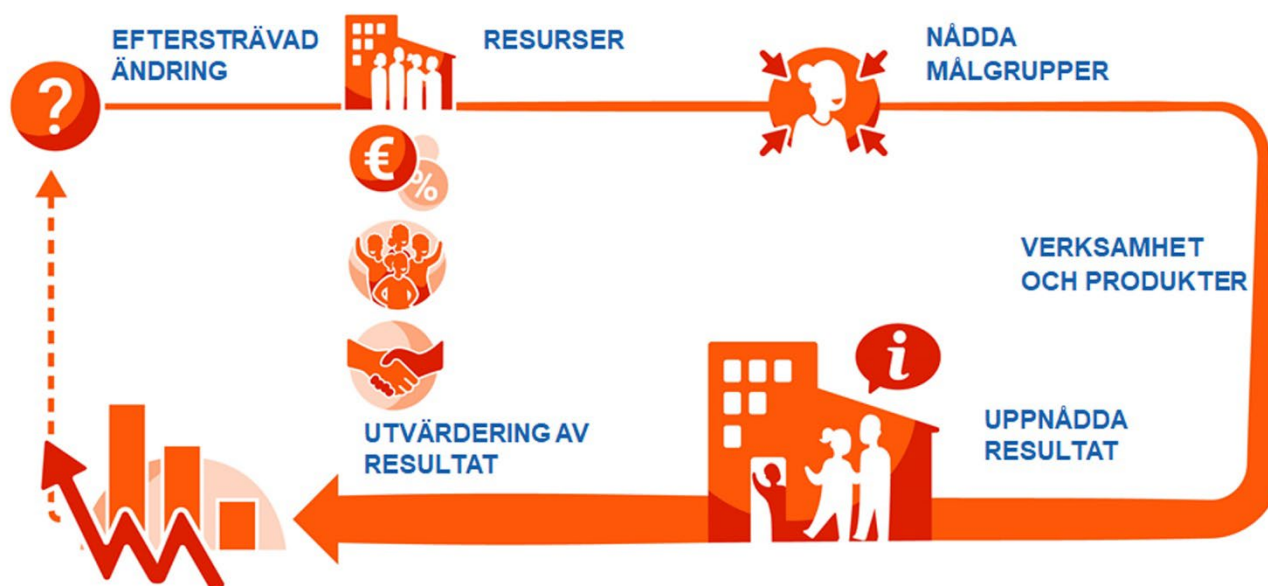 EFTERSTRÄVAD
ÄNDRING
RESURSER
NÅDDA
MÅLGRUPPER
?
€
%
VERKSAMHET
OCH PRODUKTER
i
UPPNÅDDA
RESULTAT
UTVÄRDERING AV
RESULTAT